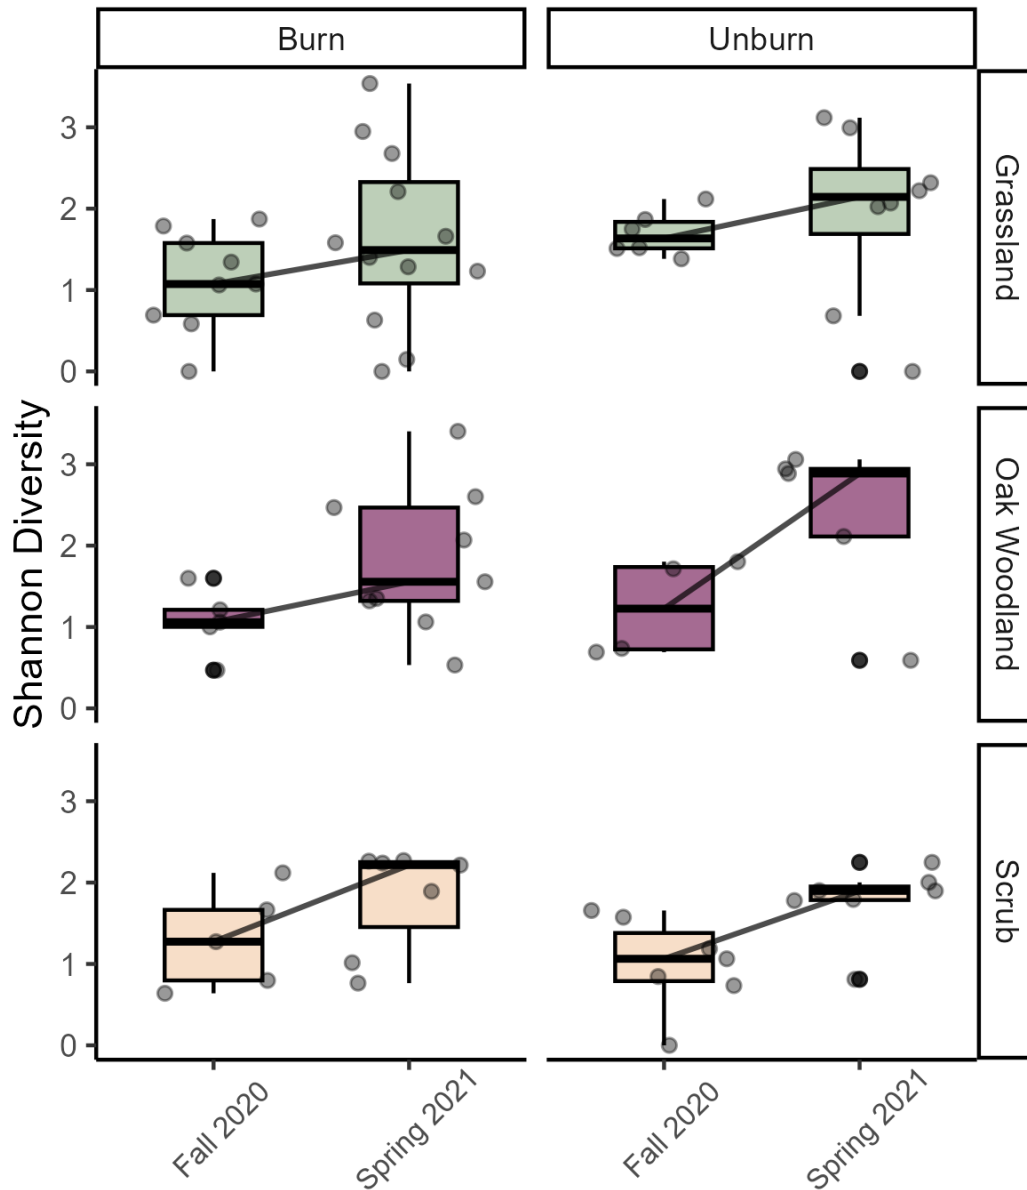 Burn
Unburn
Shannon Diversity
3
2
1
0
Grassland
3
2
1
0
Oak Woodland
3
2
1
0
Scrub
Fall 2020
Spring 2021
Fall 2020
Spring 2021